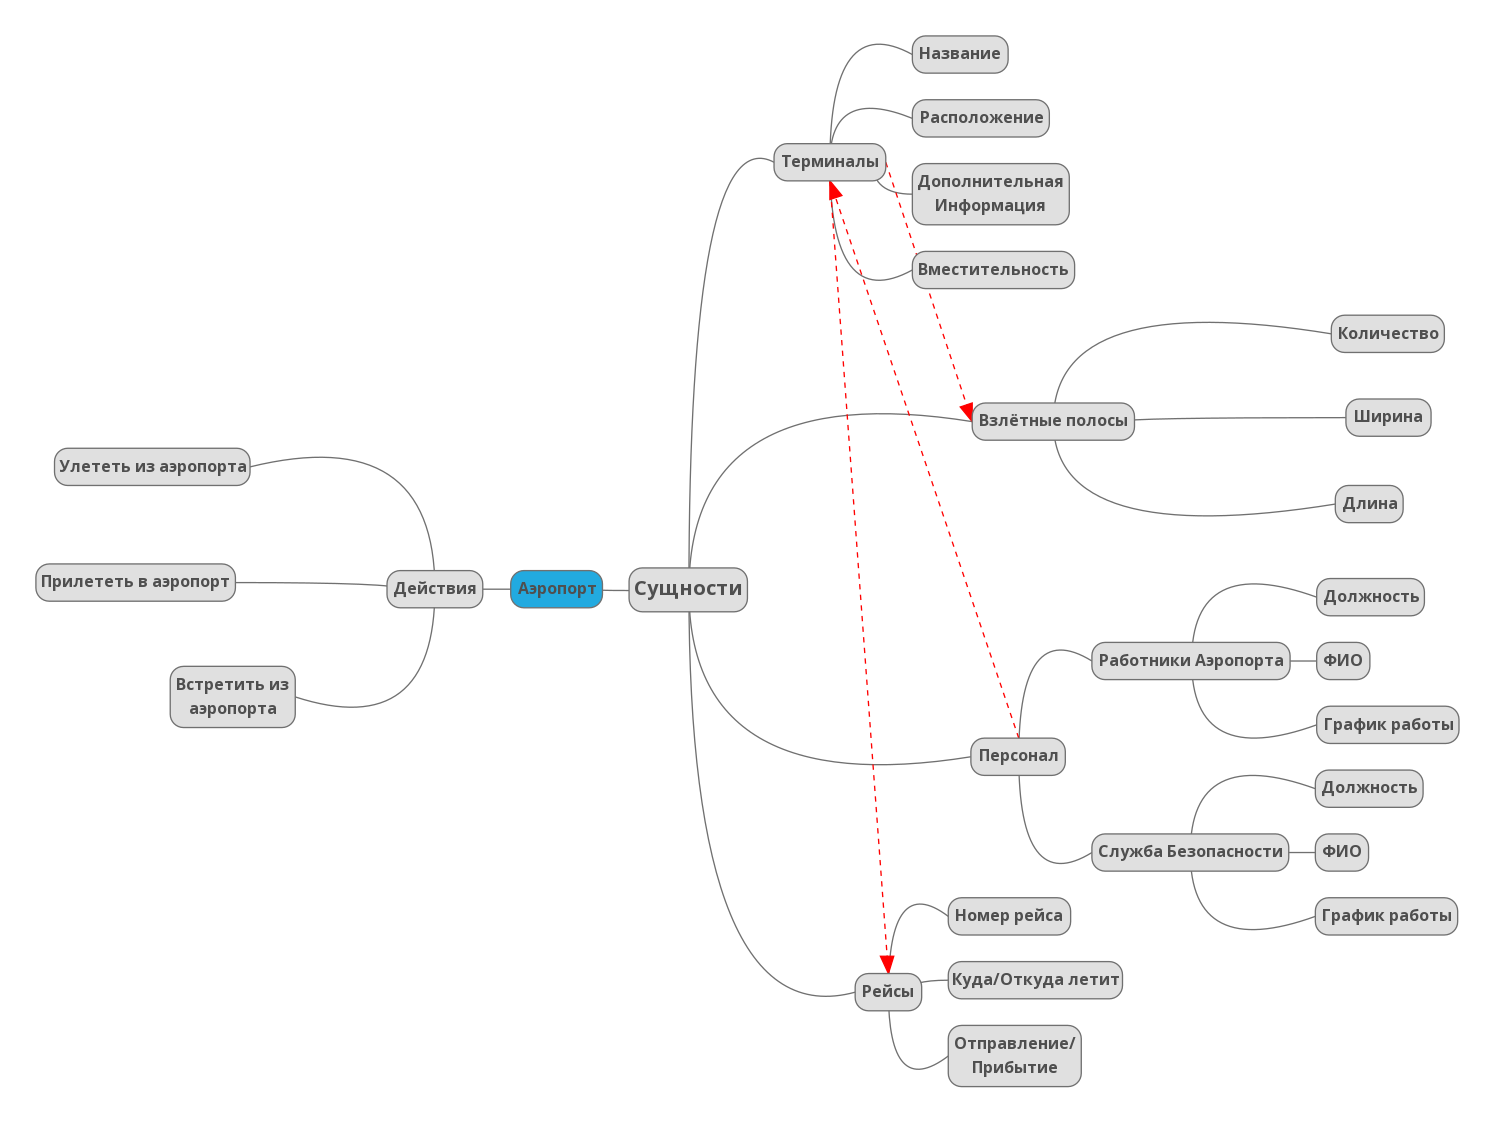 Название
Расположение
Терминалы
Дополнительная
Информация
Вместительность
Количество
Взлётные полосы
Ширина
Длина
Улететь из аэропорта
Прилететь в аэропорт
Действия
Аэропорт
Сущности
Встретить из
аэропорта
Должность
Работники Аэропорта
ФИО
График работы
Персонал
Должность
Служба Безопасности
ФИО
График работы
Номер рейса
Рейсы
Куда/Откуда летит
Отправление/
Прибытие